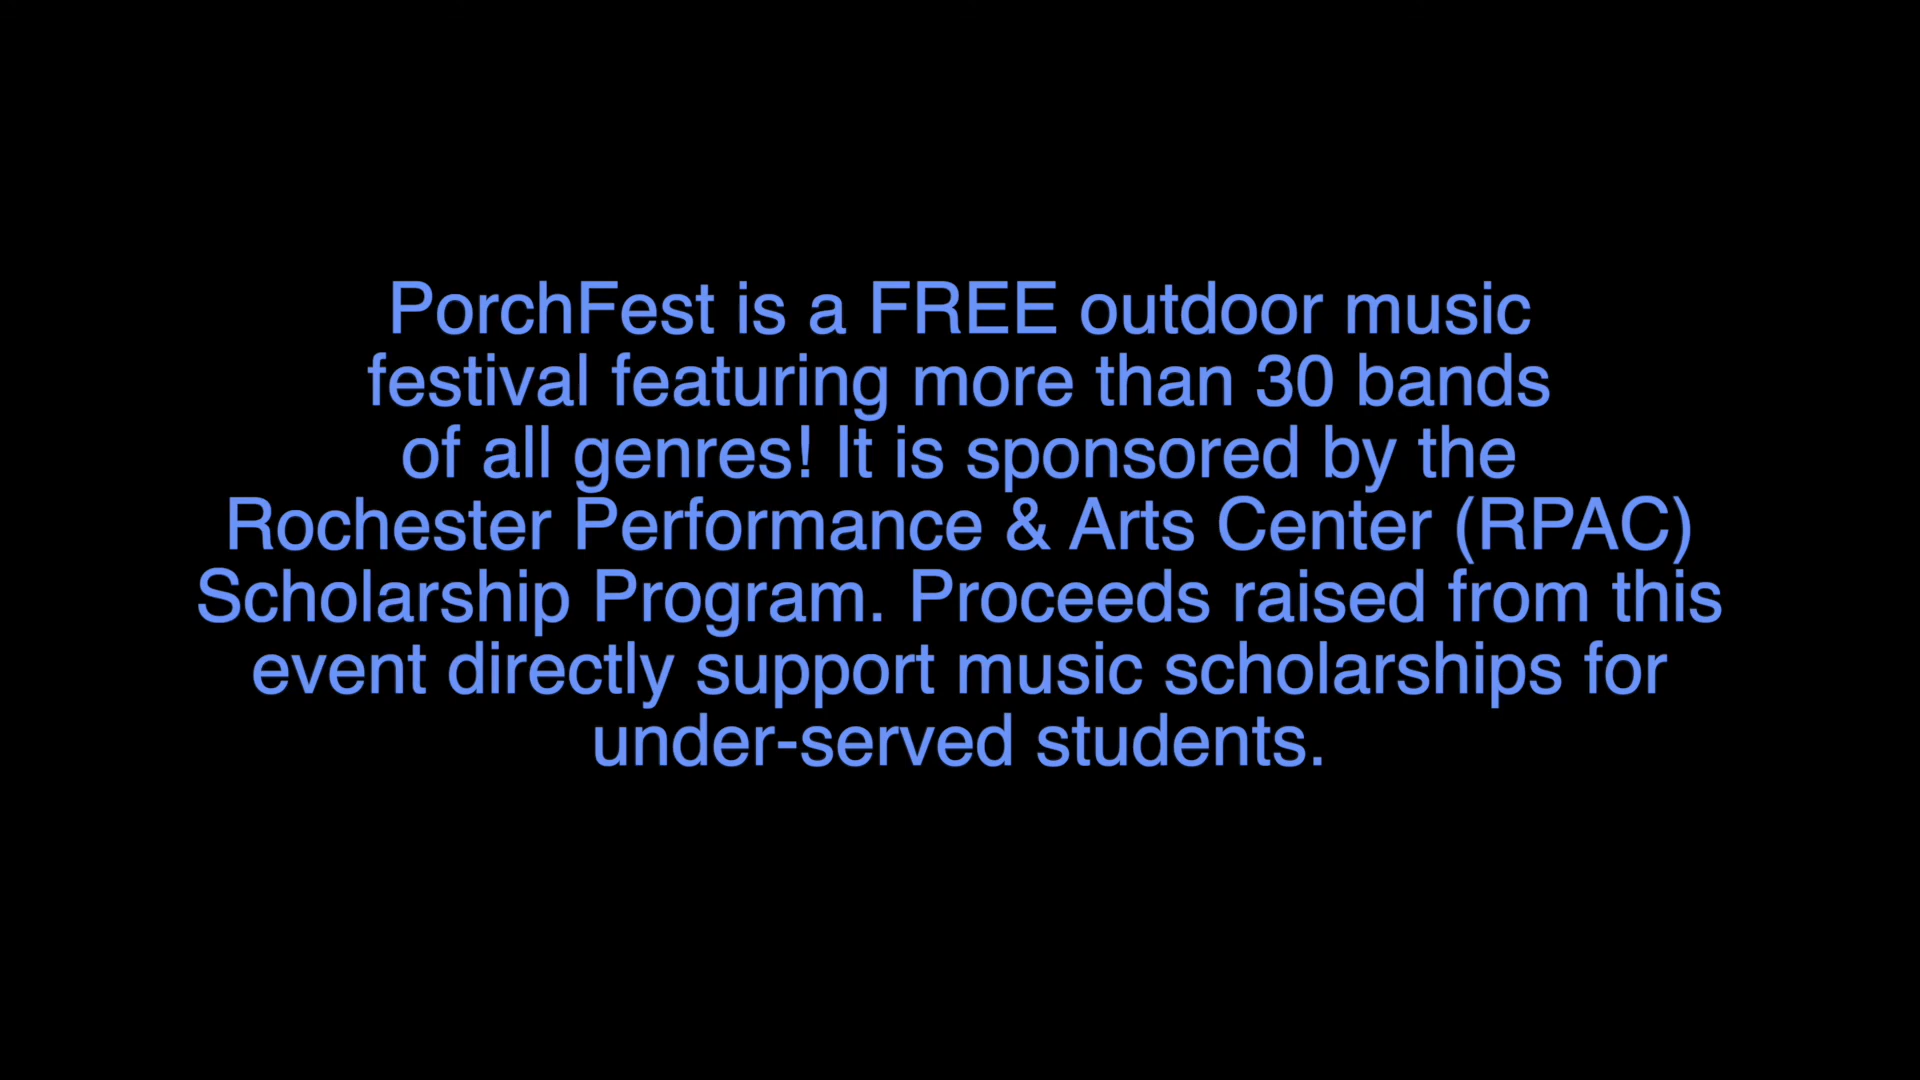 PorchFest is a FREE outdoor music
festival featuring more than 30 bands
of all genres! It is sponsored by the
Rochester Performance & Arts Center (RPAC)
Scholarship Program. Proceeds raised from this
event directly support music scholarships for
under-served students.